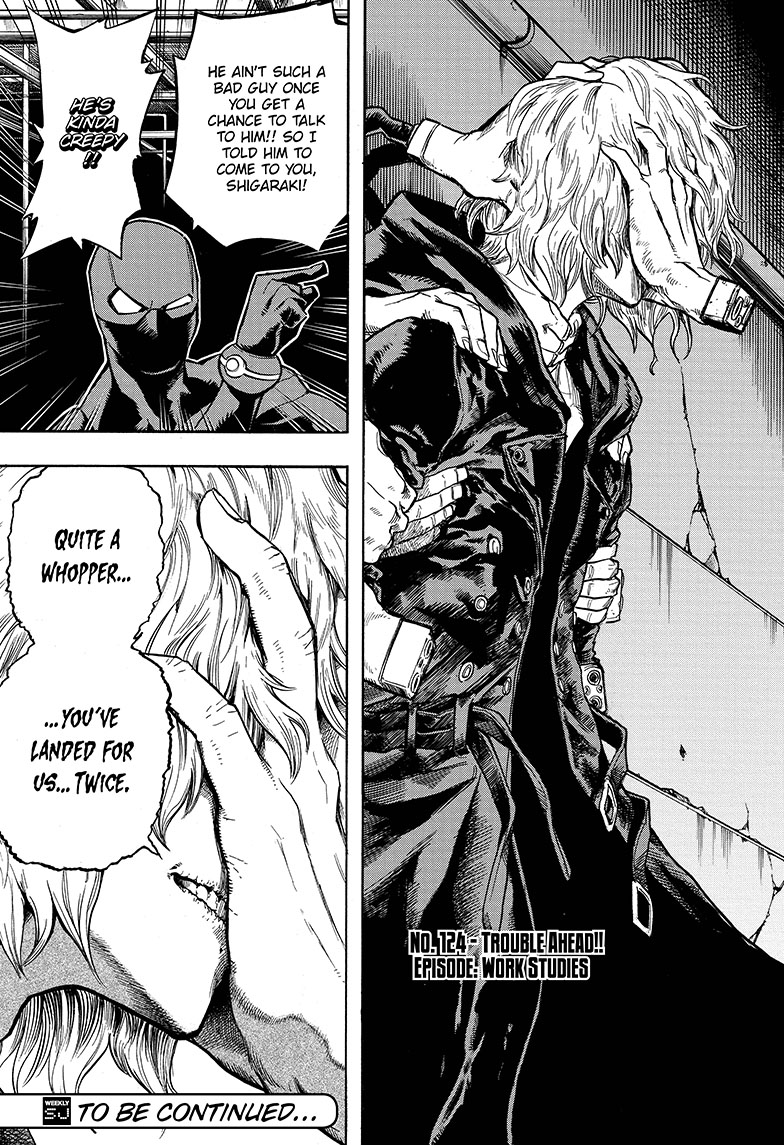 HE AIN'T SUCH A
BAD GUY ONCE
YOU GET A
CHANCE TO TALK
TO HIM!! SO I
TOLD HIM TO
COME TO YOU,
SHIGARAKI!
HE'S
KINDA
CREEPY
!!
QUITE A
WHOPPER...
...YOU'VE
LANDED FOR
US... TWICE.
NO. 124 - TROUBLE AHEAD!!
EPISODE: WORK STUDIES
WEEKLY
SJ
TO BE CONTINUED...